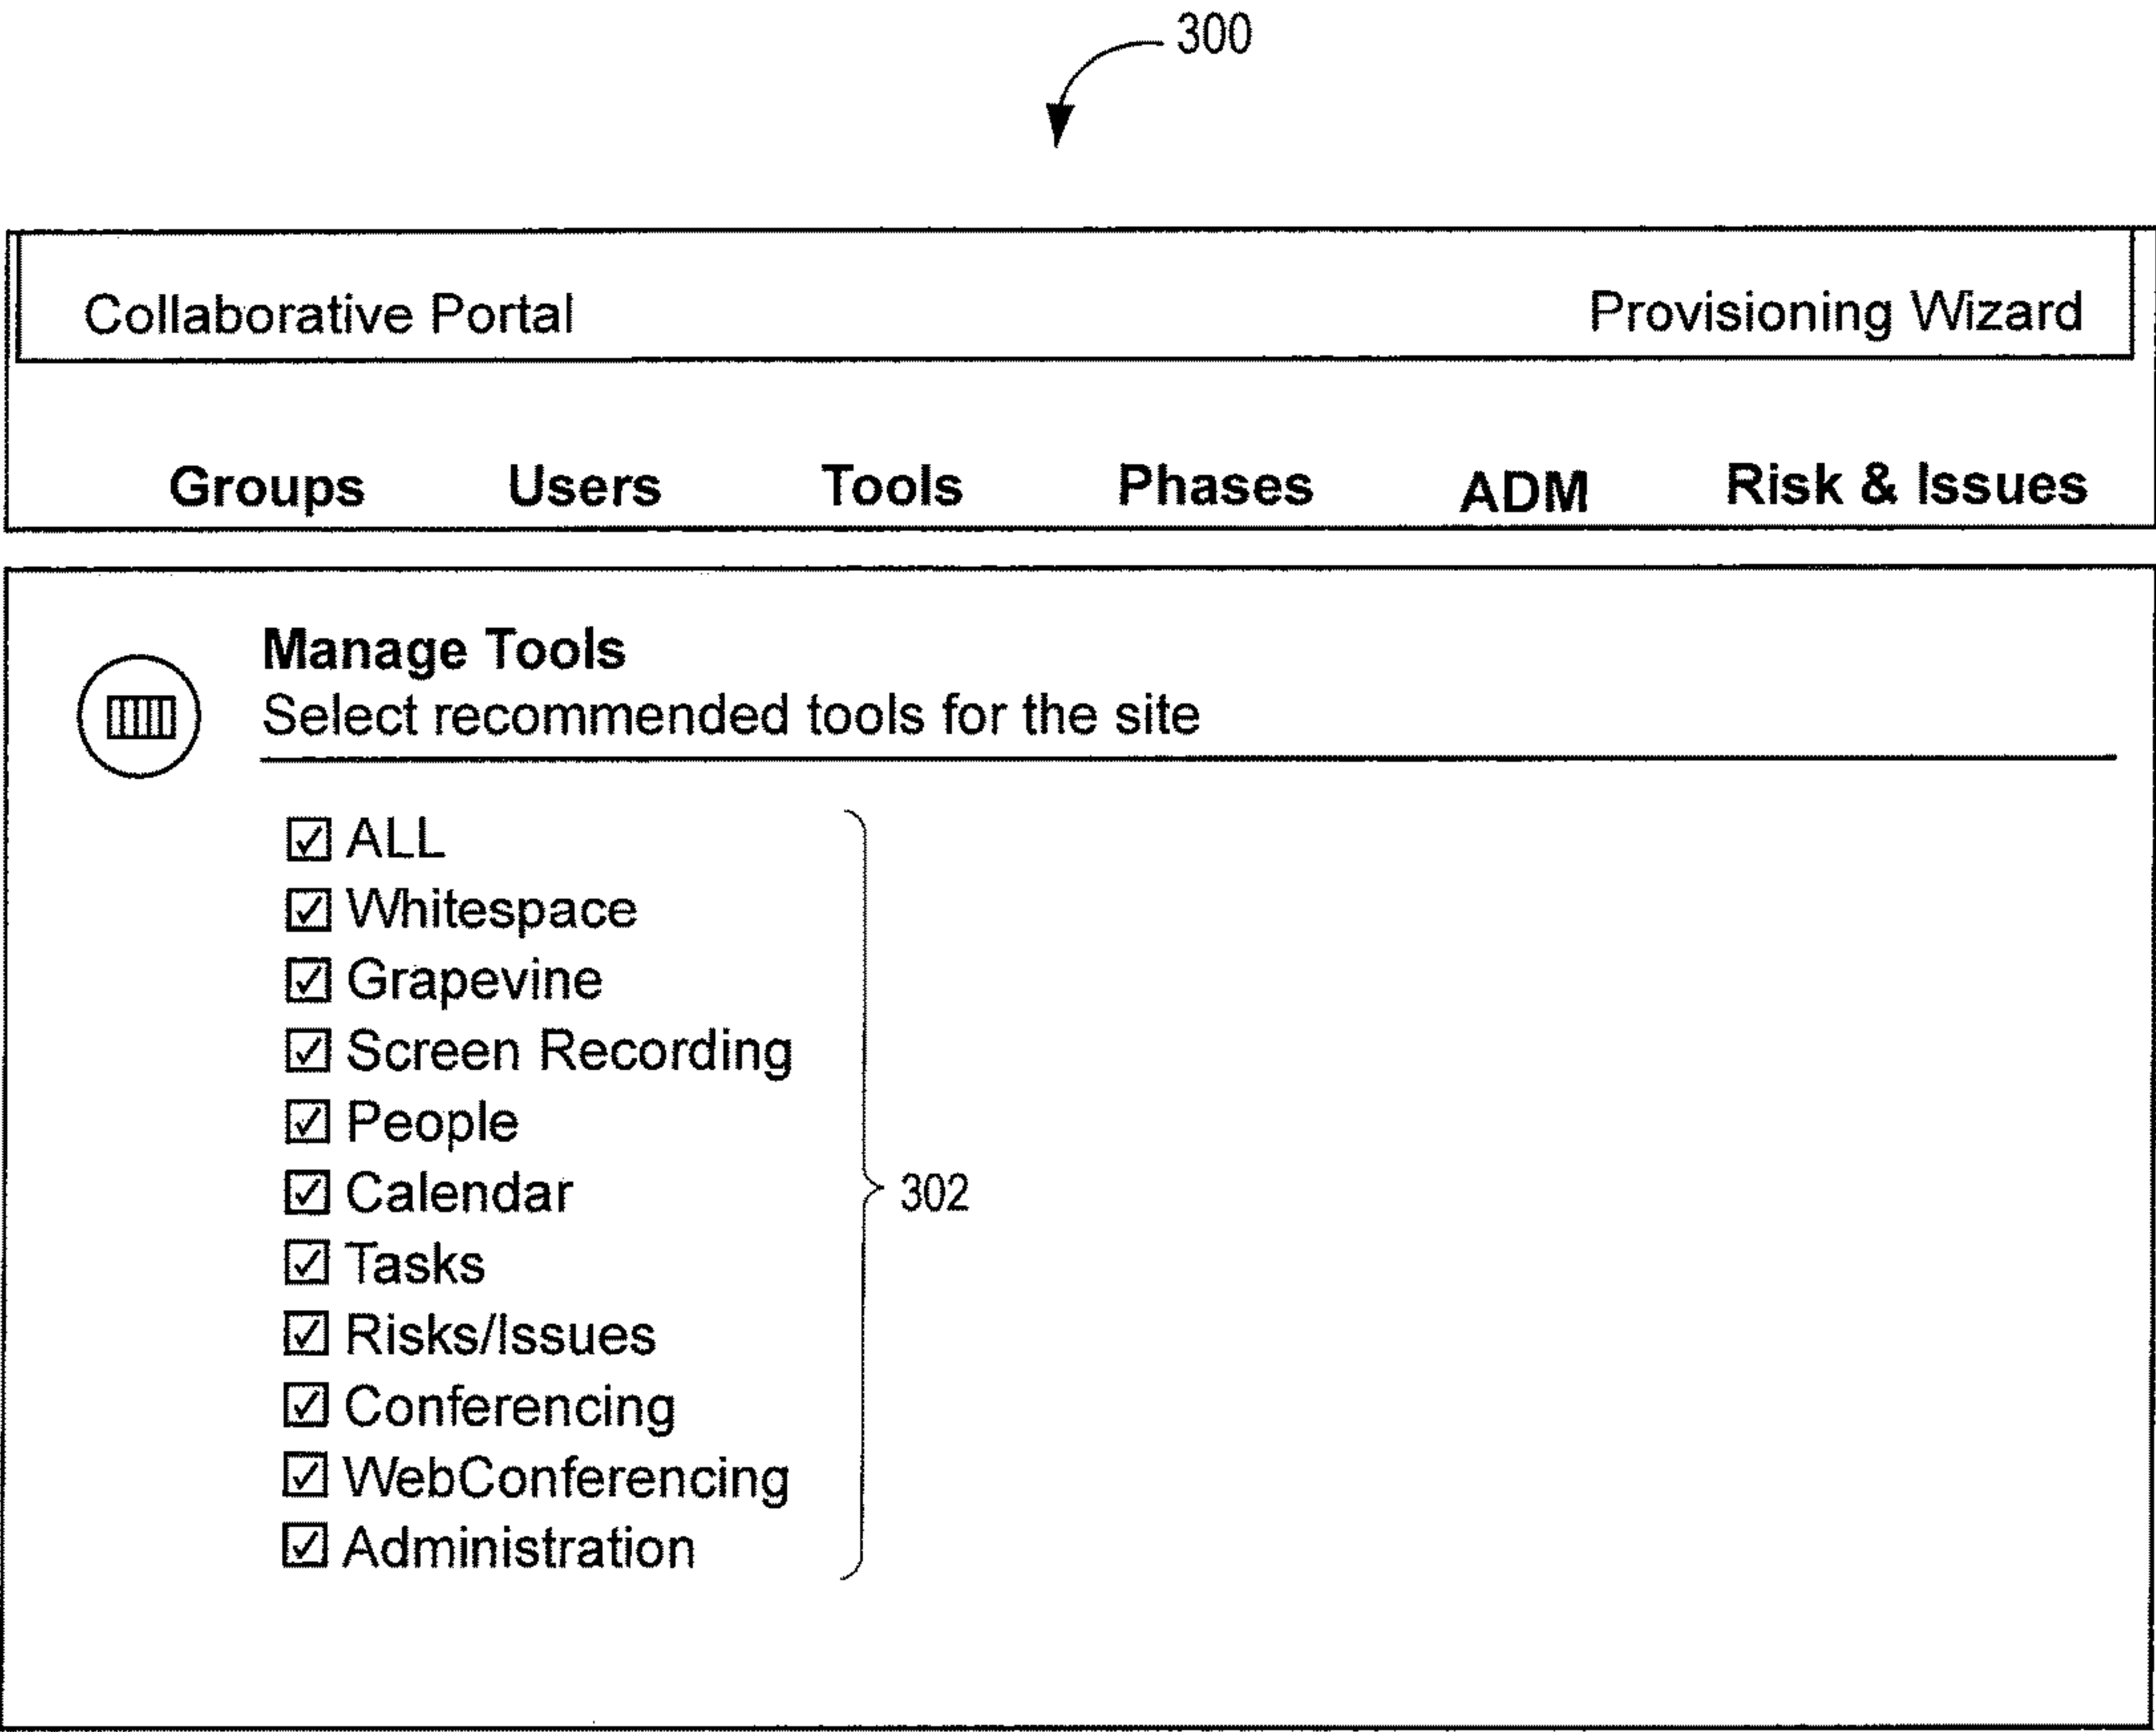 300
Collaborative Portal Provisioning Wizard
Groups Users Tools Phases ADM Risk & Issues
Manage Tools
Select recommended tools for the site
ALL
Whitespace
Grapevine
Screen Recording
People
Calendar
302
Tasks
Risks/Issues
Conferencing
WebConferencing
Administration